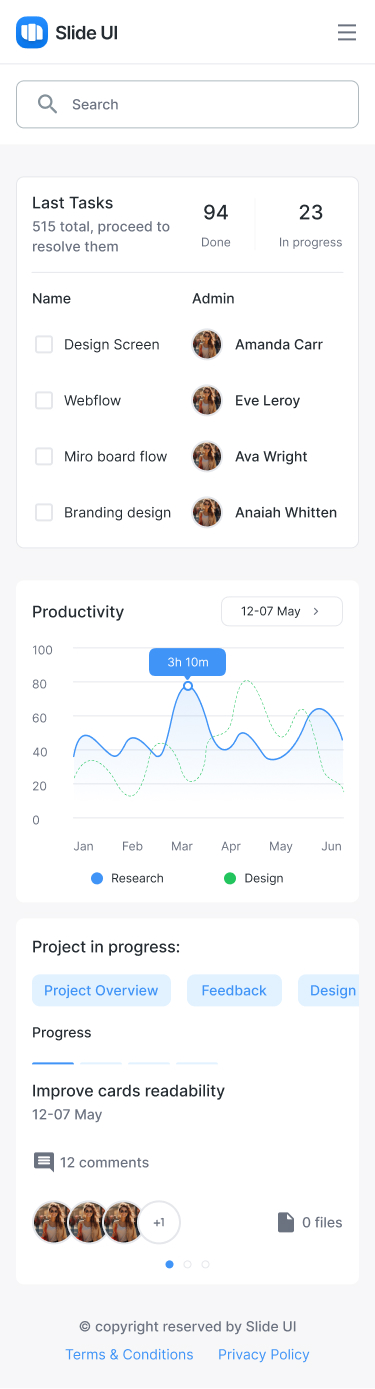 Slide UI
Search
Last Tasks
515 total, proceed to
resolve them
94
Done
23
In progress
Name
Admin
Design Screen
Amanda Carr
Webflow
Eve Leroy
Miro board flow
Ava Wright
Branding design
Anaiah Whitten
Productivity
12-07 May
100
3h 10m
80
60
40
20
0
Jan Feb Mar Apr May Jun
Research
Design
Project in progress:
Project Overview
Feedback
Design
Progress
Improve cards readability
12-07 May
12 comments
+1
0 files
© copyright reserved by Slide UI
Terms & Conditions
Privacy Policy